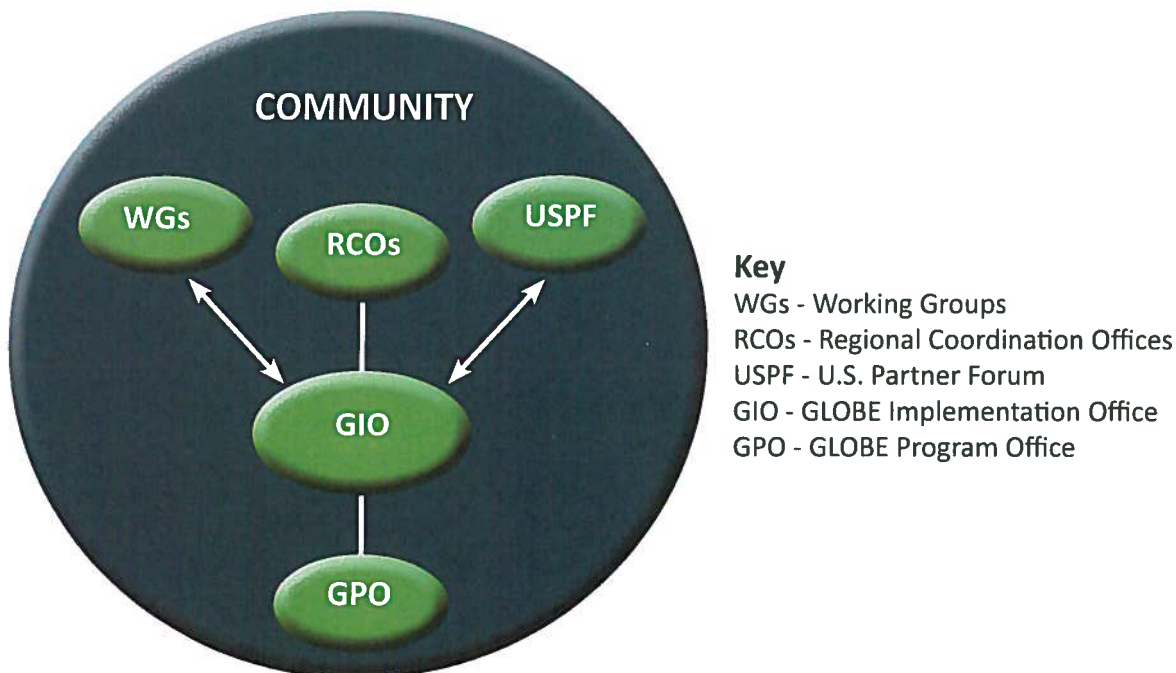 COMMUNITY
WGs
RCOs
USPF
GIO
GPO
Key
WGs - Working Groups
RCOs - Regional Coordination Offices
USPF - U.S. Partner Forum
GIO - GLOBE Implementation Office
GPO - GLOBE Program Office